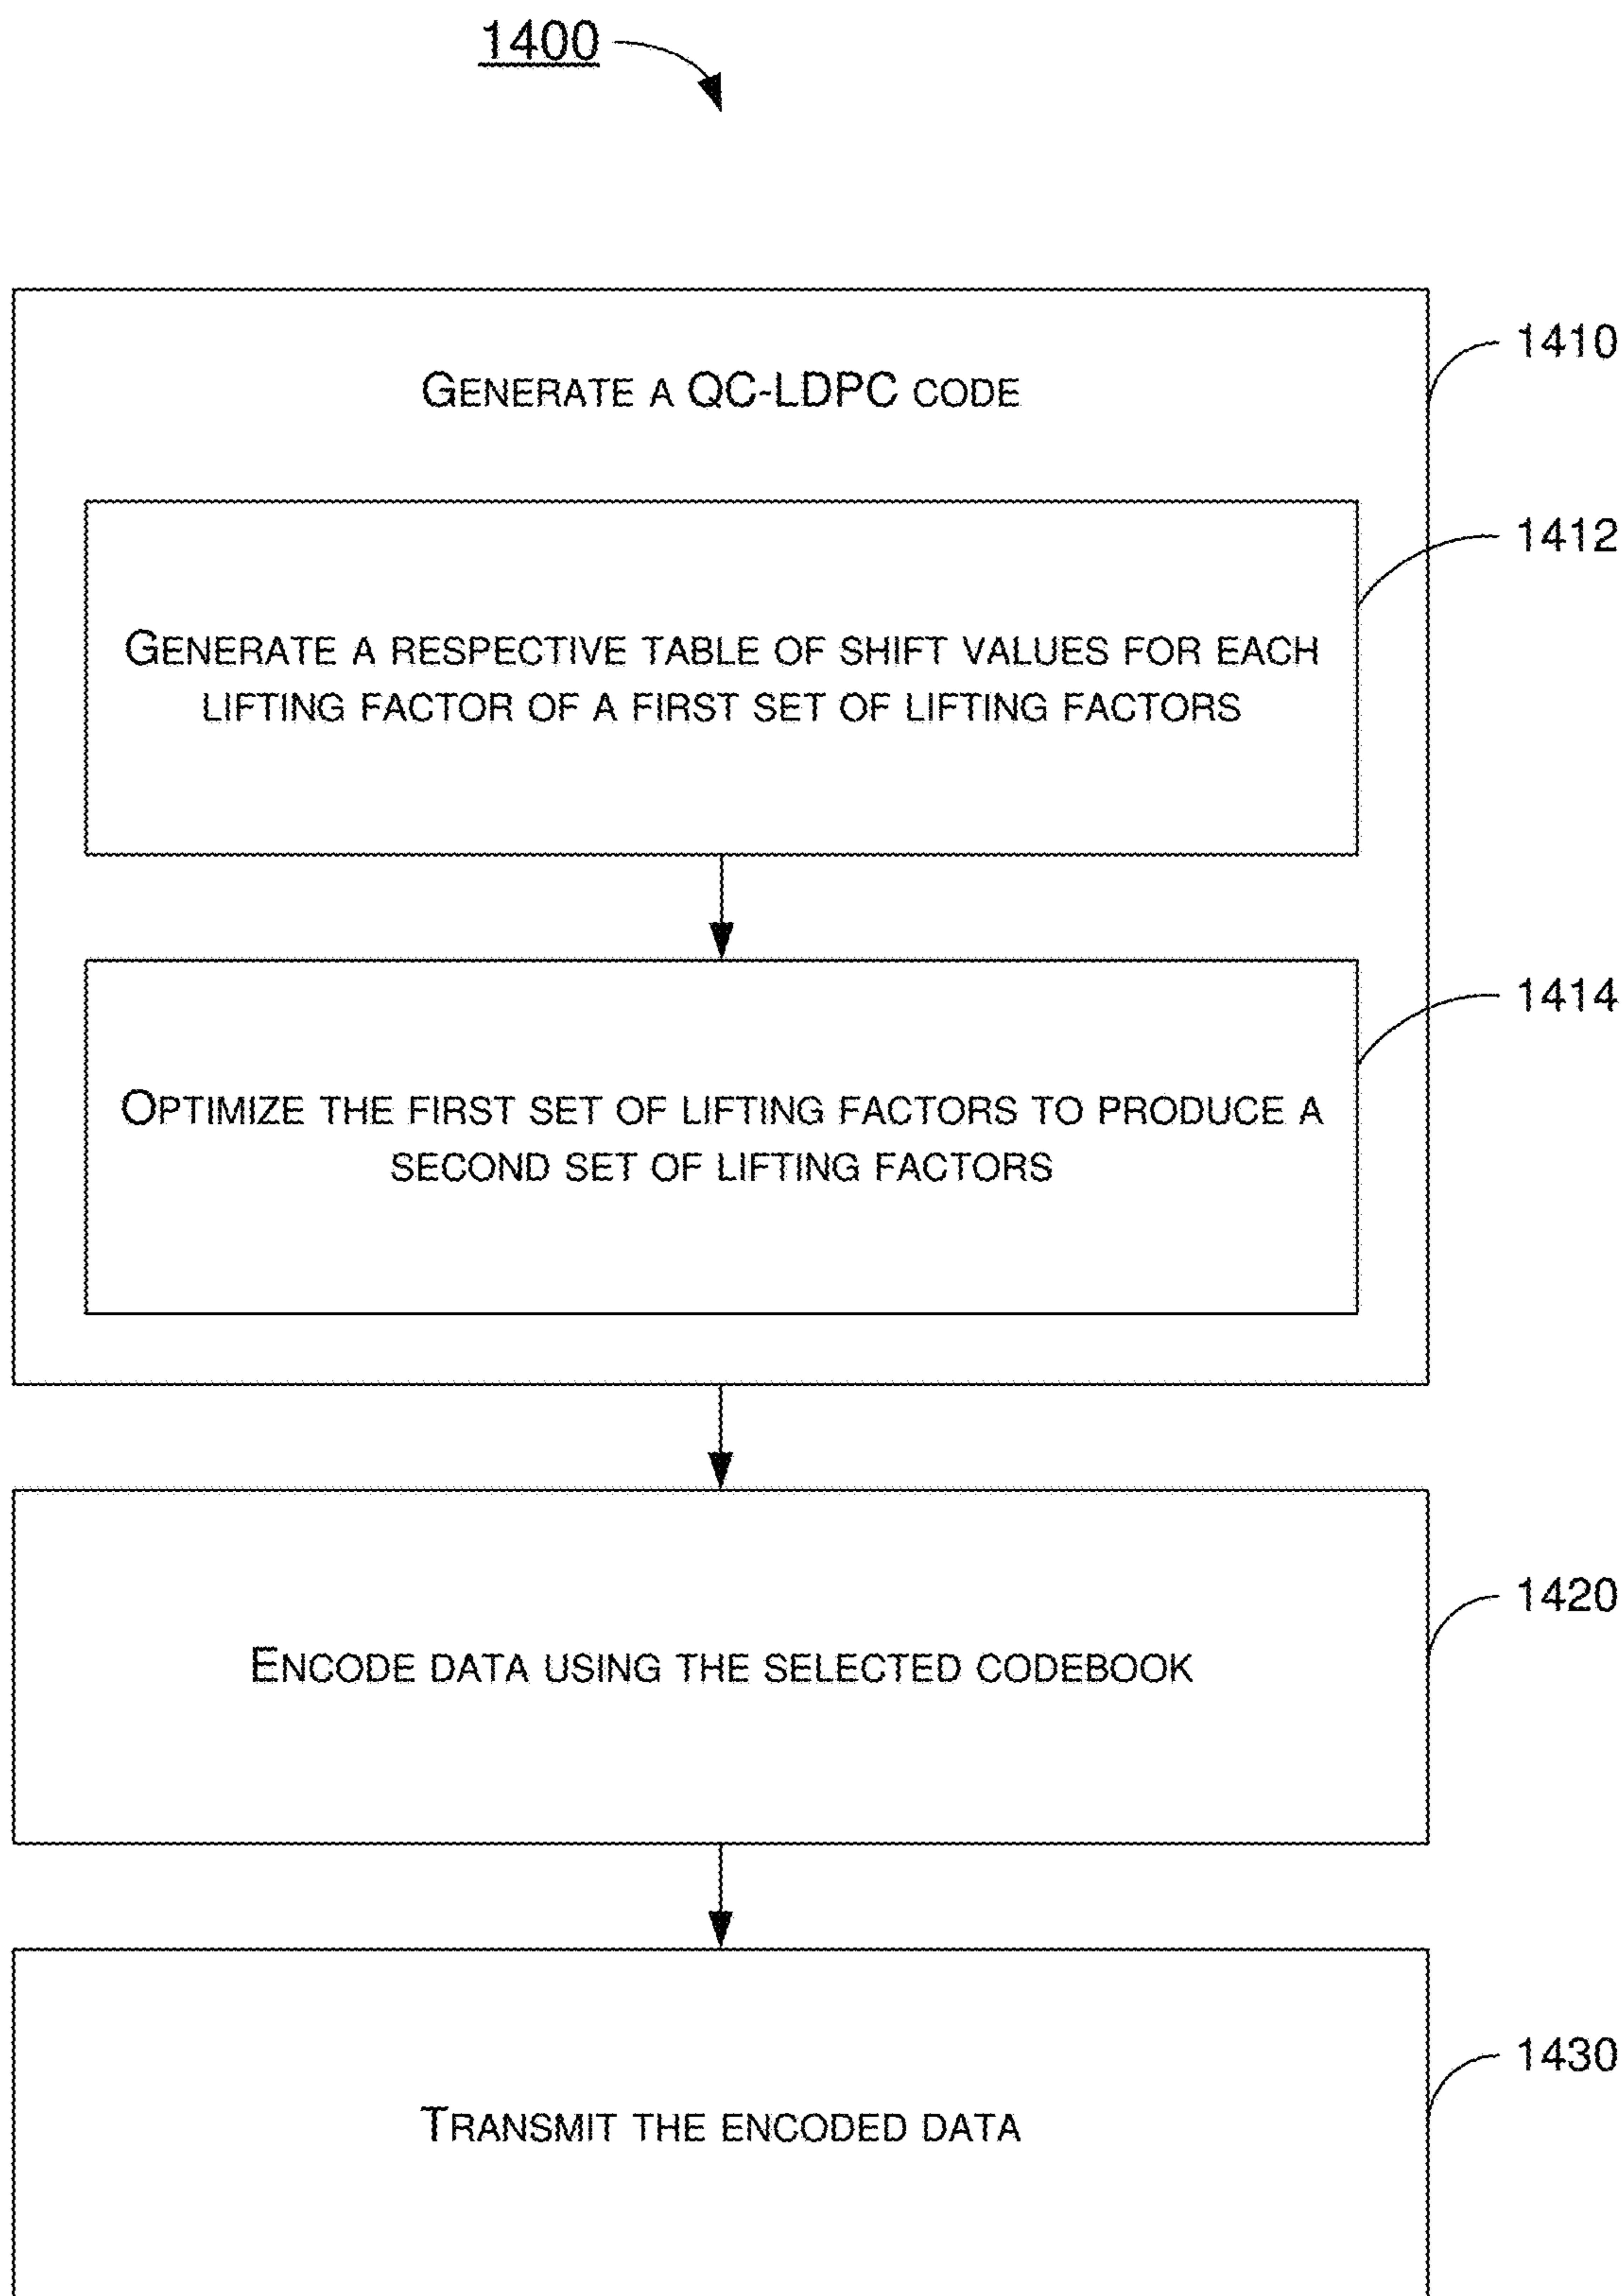 1400
1410
GENERATE A QC-LDPC CODE
1412
GENERATE A RESPECTIVE TABLE OF SHIFT VALUES FOR EACH
LIFTING FACTOR OF A FIRST SET OF LIFTING FACTORS
1414
OPTIMIZE THE FIRST SET OF LIFTING FACTORS TO PRODUCE A
SECOND SET OF LIFTING FACTORS
1420
ENCODE DATA USING THE SELECTED CODEBOOK
1430
TRANSMIT THE ENCODED DATA